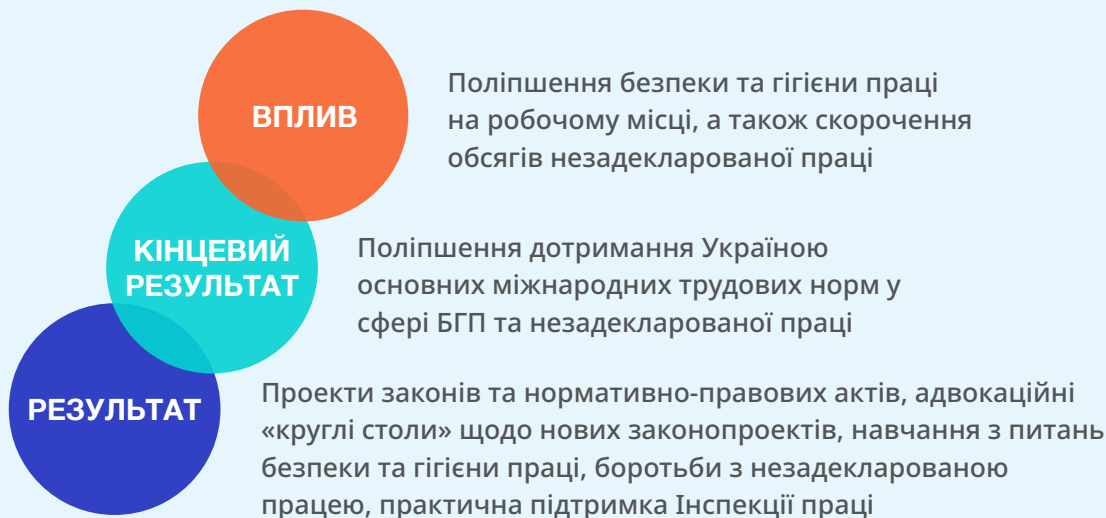 ВПЛИВ
Поліпшення безпеки та гігієни праці
на робочому місці, а також скорочення
обсягів незадекларованої праці
КІНЦЕВИЙ
РЕЗУЛЬТАТ
Поліпшення дотримання Україною
основних міжнародних трудових норм у
сфері БГП та незадекларованої праці
РЕЗУЛЬТАТ
Проекти законів та нормативно-правових актів, адвокаційні
«круглі столи» щодо нових законопроектів, навчання з питань
безпеки та гігієни праці, боротьби з незадекларованою
працею, практична підтримка Інспекції праці